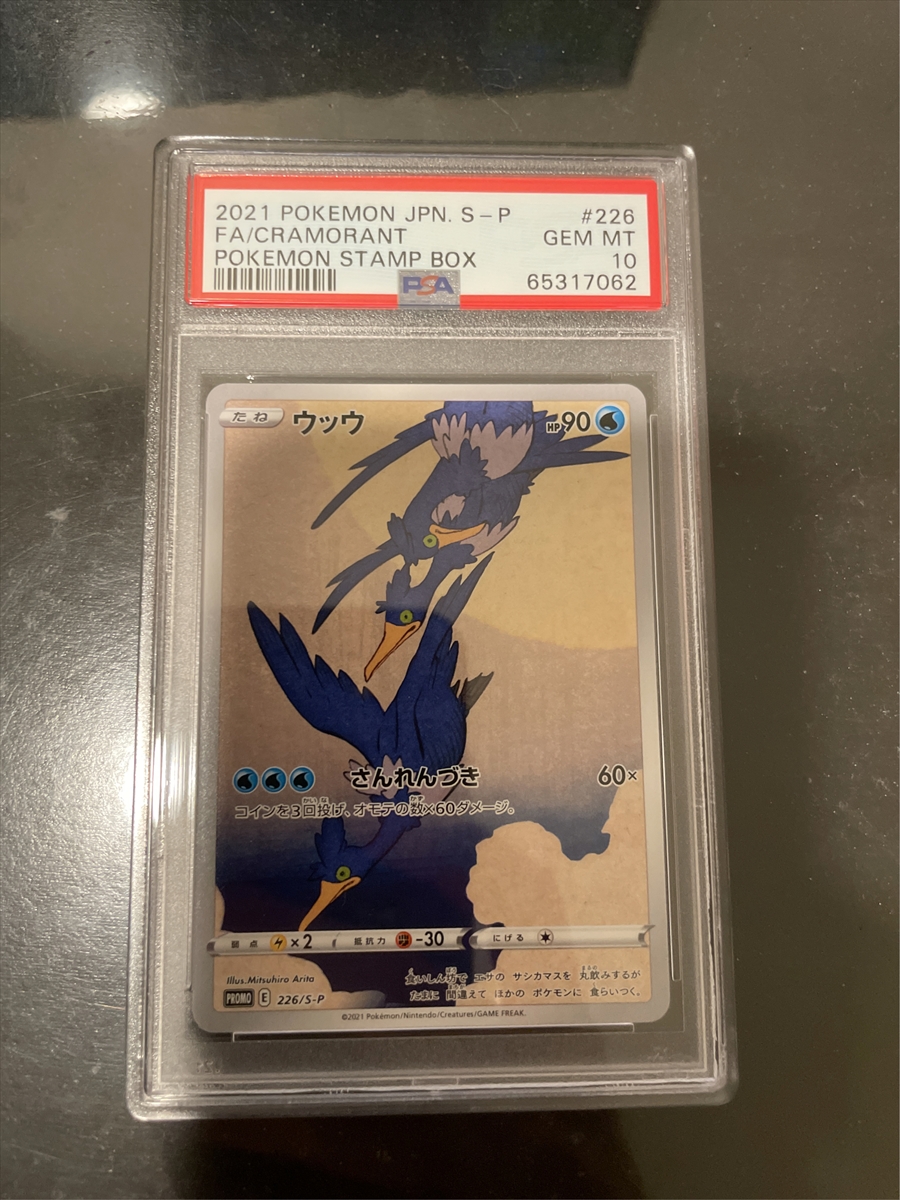 2021 POKEMON JPN. S-P #226
FA/CRAMORANT GEM MT
POKEMON STAMP BOX 10
PSA 65317062
たね ウッウ HP90
さんれんづき 60×
コインを3回投げ、オモテの数×60ダメージ。
弱点 ×2 抵抗力 -30 にげる
Illus.Mitsuhiro Arita
食いしん坊で エサの サシカマスを 丸飲みするが
たまに 間違えて ほかの ポケモンに 食らいつく。
PROMO E 226/S-P
©2021 Pokémon/Nintendo/Creatures/GAME FREAK.